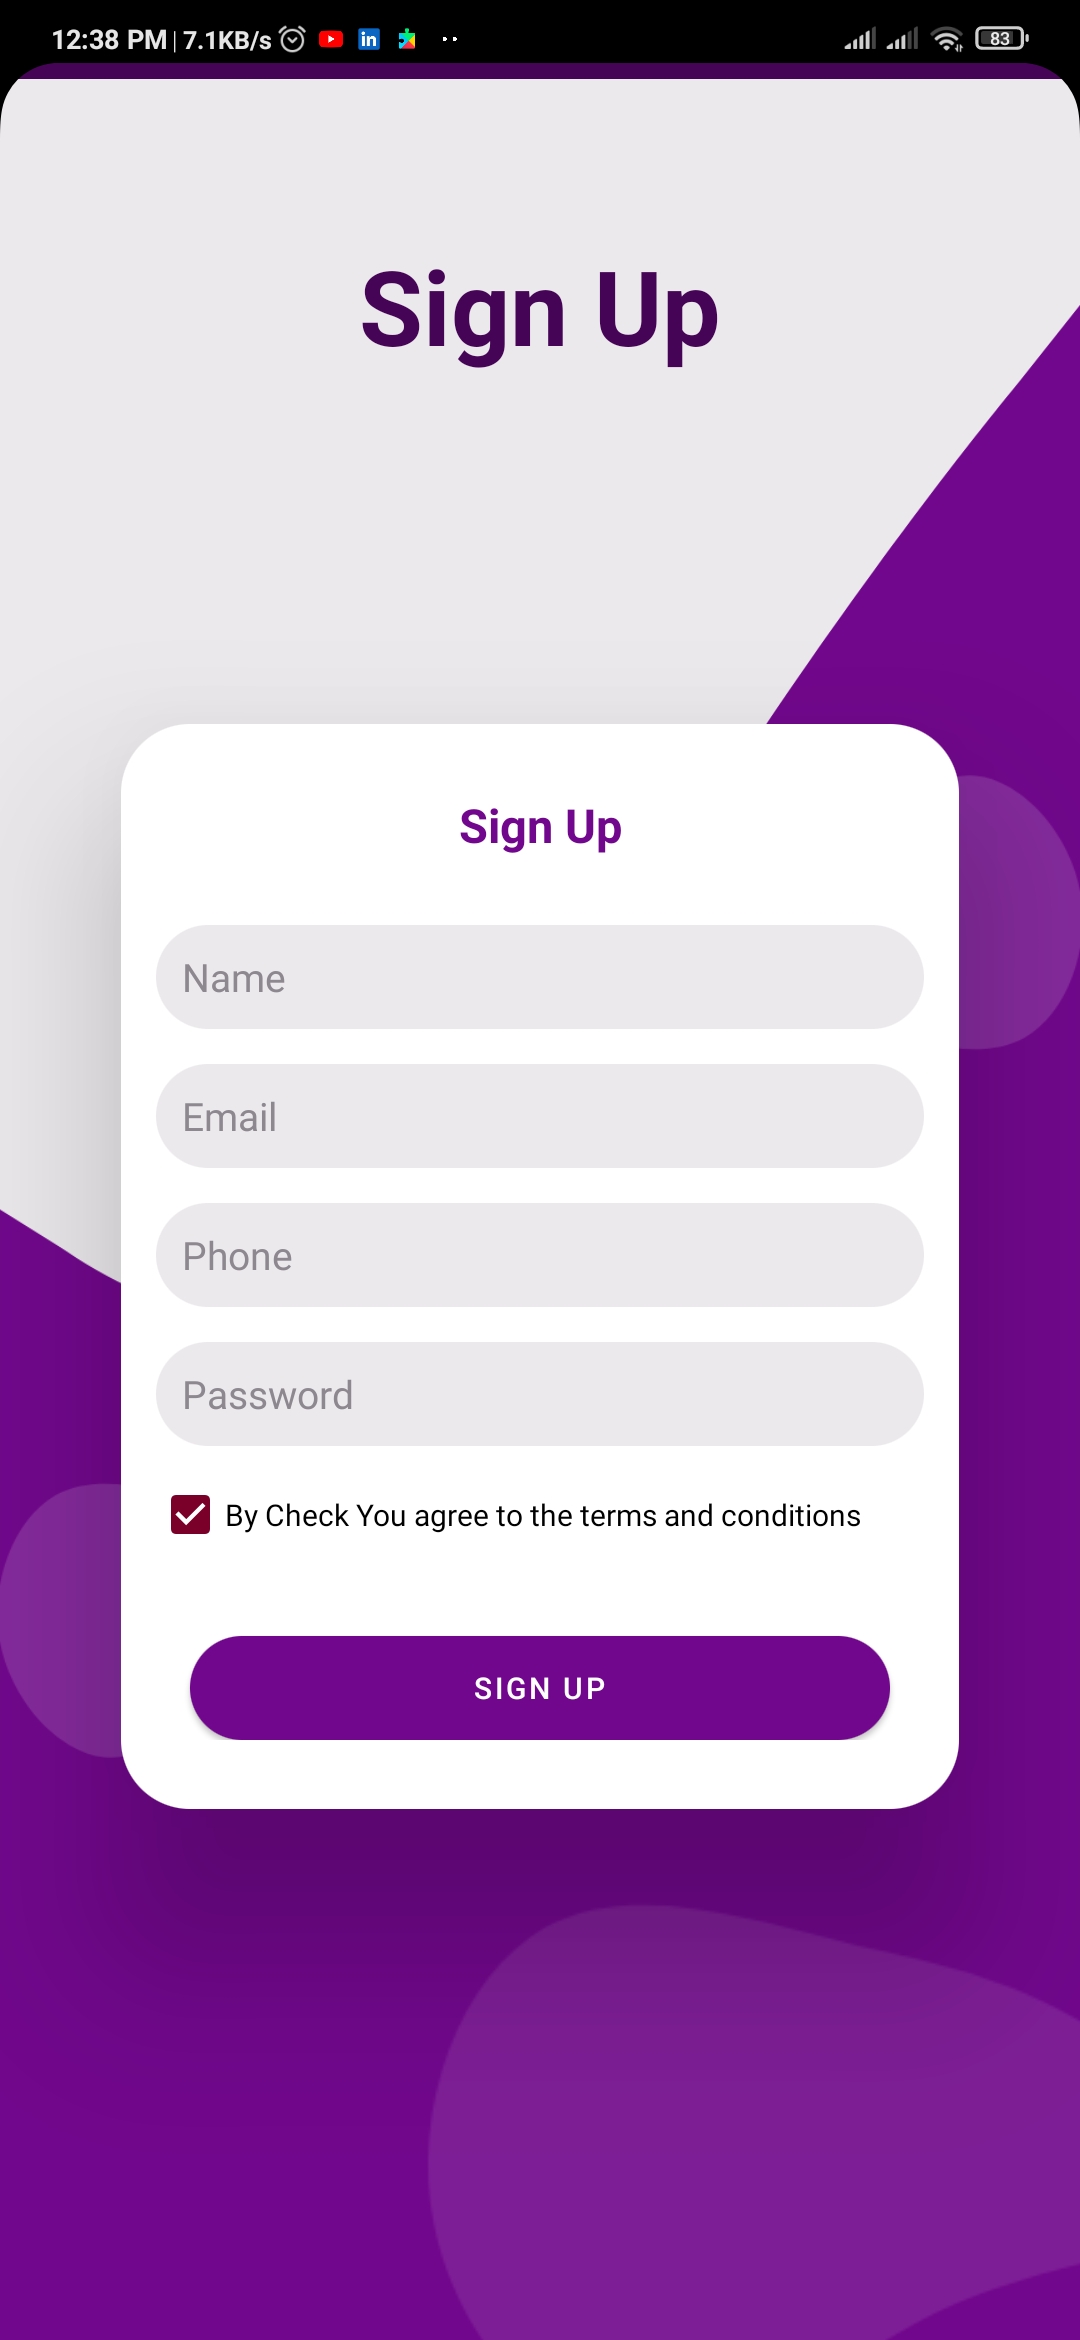 12:38 PM | 7.1KB/s in 83
Sign Up
Sign Up
Name
Email
Phone
Password
By Check You agree to the terms and conditions
SIGN UP